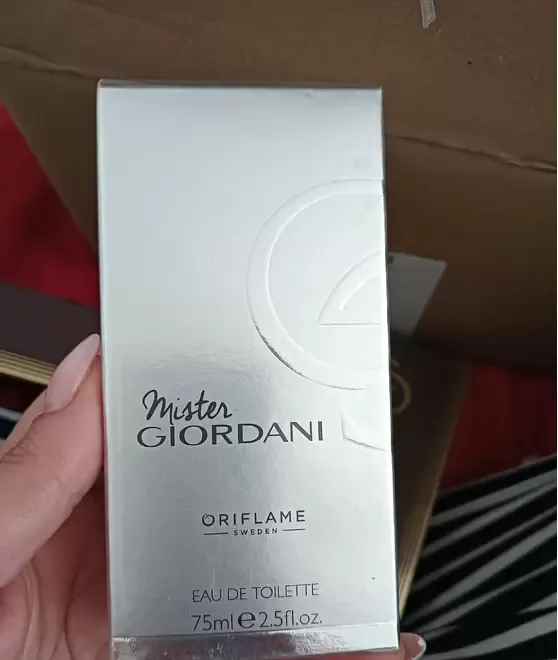 Mister
GIORDANI
ORIFLAME
SWEDEN
EAU DE TOILETTE
75ml e 2.5fl.oz.